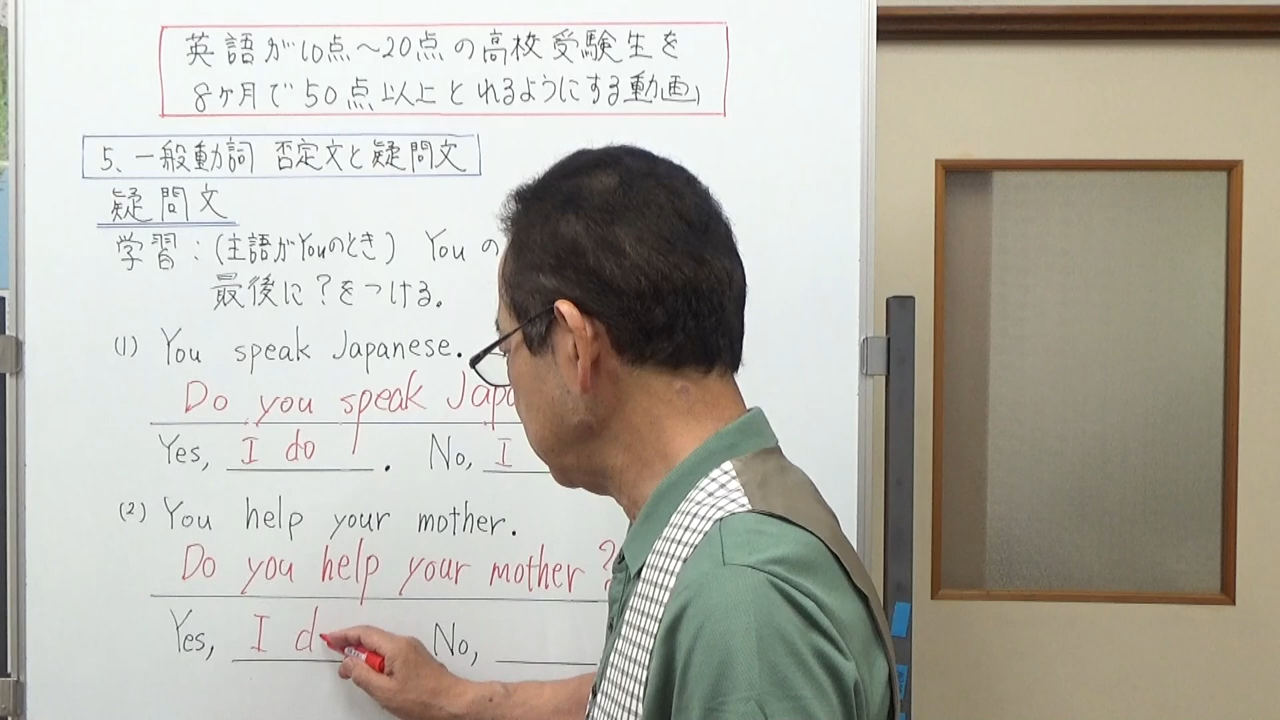 英語が10点～20点の高校受験生を
8ヶ月で50点以上とれるようにする動画」
5、一般動詞 否定文と疑問文
疑問文
学習：(主語がYouのとき) You の
最後に？をつける。
(1) You speak Japanese.
Do you speak Japa
Yes, I do. No, I
(2) You help your mother.
Do you help your mother ?
Yes, I d No,